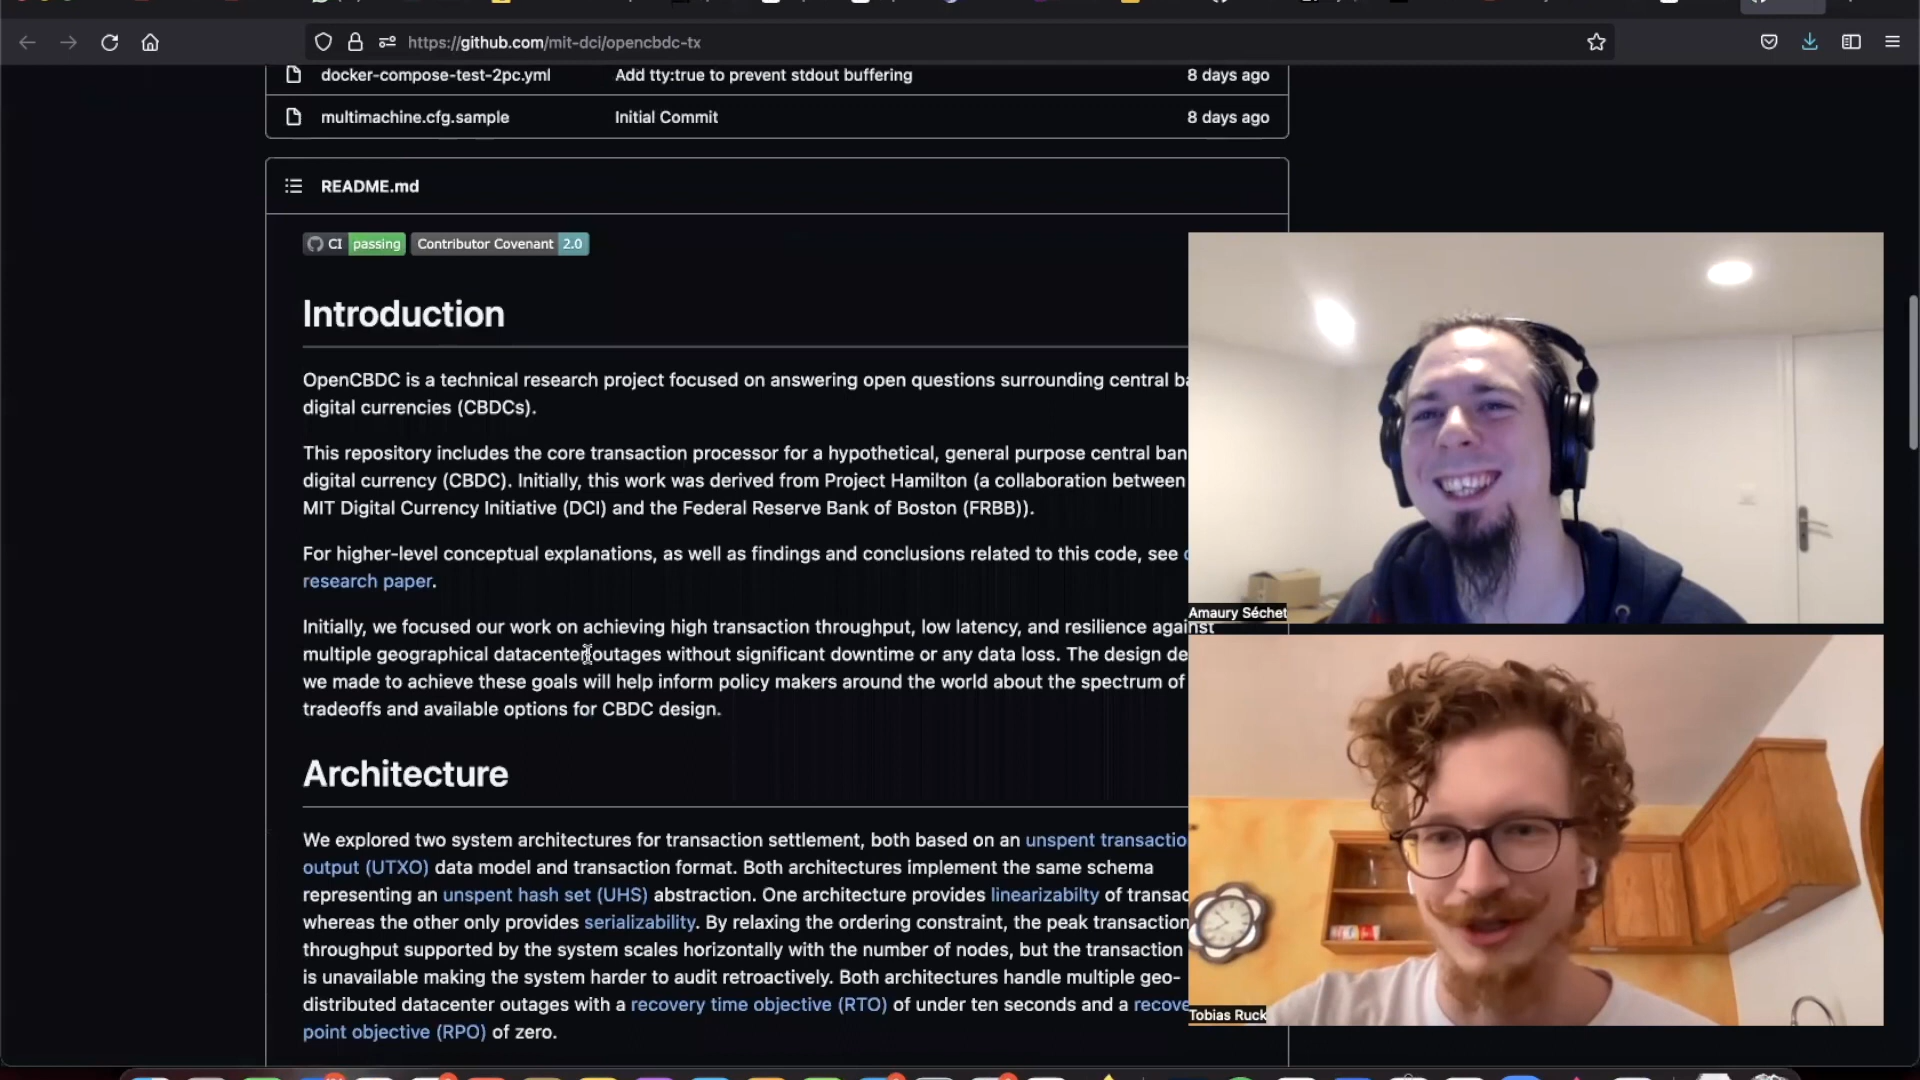 https://github.com/mit-dci/opencbdc-tx
docker-compose-test-2pc.yml Add tty:true to prevent stdout buffering 8 days ago
multimachine.cfg.sample Initial Commit 8 days ago
README.md
CI passing Contributor Covenant 2.0
Introduction
OpenCBDC is a technical research project focused on answering open questions surrounding central
digital currencies (CBDCs).
This repository includes the core transaction processor for a hypothetical, general purpose central
digital currency (CBDC). Initially, this work was derived from Project Hamilton (a collaboration between
MIT Digital Currency Initiative (DCI) and the Federal Reserve Bank of Boston (FRBB)).
For higher-level conceptual explanations, as well as findings and conclusions related to this code, see
research paper.
Initially, we focused our work on achieving high transaction throughput, low latency, and resilience against
multiple geographical datacenter outages without significant downtime or any data loss. The design
we made to achieve these goals will help inform policy makers around the world about the spectrum of
tradeoffs and available options for CBDC design.
Architecture
We explored two system architectures for transaction settlement, both based on an unspent
output (UTXO) data model and transaction format. Both architectures implement the same schema
representing an unspent hash set (UHS) abstraction. One architecture provides linearizabilty of
whereas the other only provides serializability. By relaxing the ordering constraint, the peak transaction
throughput supported by the system scales horizontally with the number of nodes, but the transaction
is unavailable making the system harder to audit retroactively. Both architectures handle multiple geo-
distributed datacenter outages with a recovery time objective (RTO) of under ten seconds and a
point objective (RPO) of zero.
Amaury Séchet
Tobias Ruck